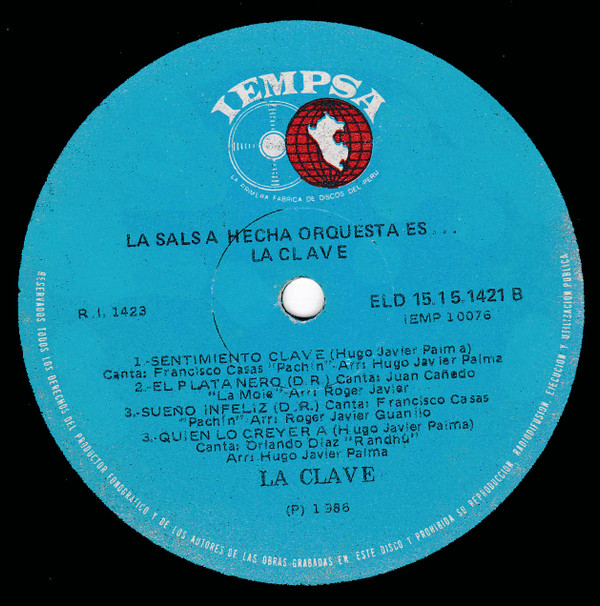 IEMPSA
LA PRIMERA FABRICA DE DISCOS DEL PERU
LA SALSA HECHA ORQUESTA ES...
LA CLAVE
R.I. 1423
ELD 15.15.1421 B
IEMP 10076
1.-SENTIMIENTO CLAVE (Hugo Javier Palma)
Canta: Francisco Casas "Pachín"-Arr: Hugo Javier Palma
2.-EL PLATANERO (D.R.) Canta: Juan Cañedo
"La Mole"-Arr: Roger Javier
3.-SUEÑO INFELIZ (D.R.) Canta: Francisco Casas
"Pachín"-Arr: Roger Javier Guanilo
3.-QUIEN LO CREYERA (Hugo Javier Palma)
Canta: Orlando Díaz "Randhú"
Arr: Hugo Javier Palma
LA CLAVE
(P) 1986
RESERVADOS TODOS LOS DERECHOS DEL PRODUCTOR FONOGRAFICO Y DE LOS AUTORES DE LAS OBRAS GRABADAS EN ESTE DISCO Y PROHIBIDA SU REPRODUCCION, RADIODIFUSION, EJECUCION Y UTILIZACION PUBLICA